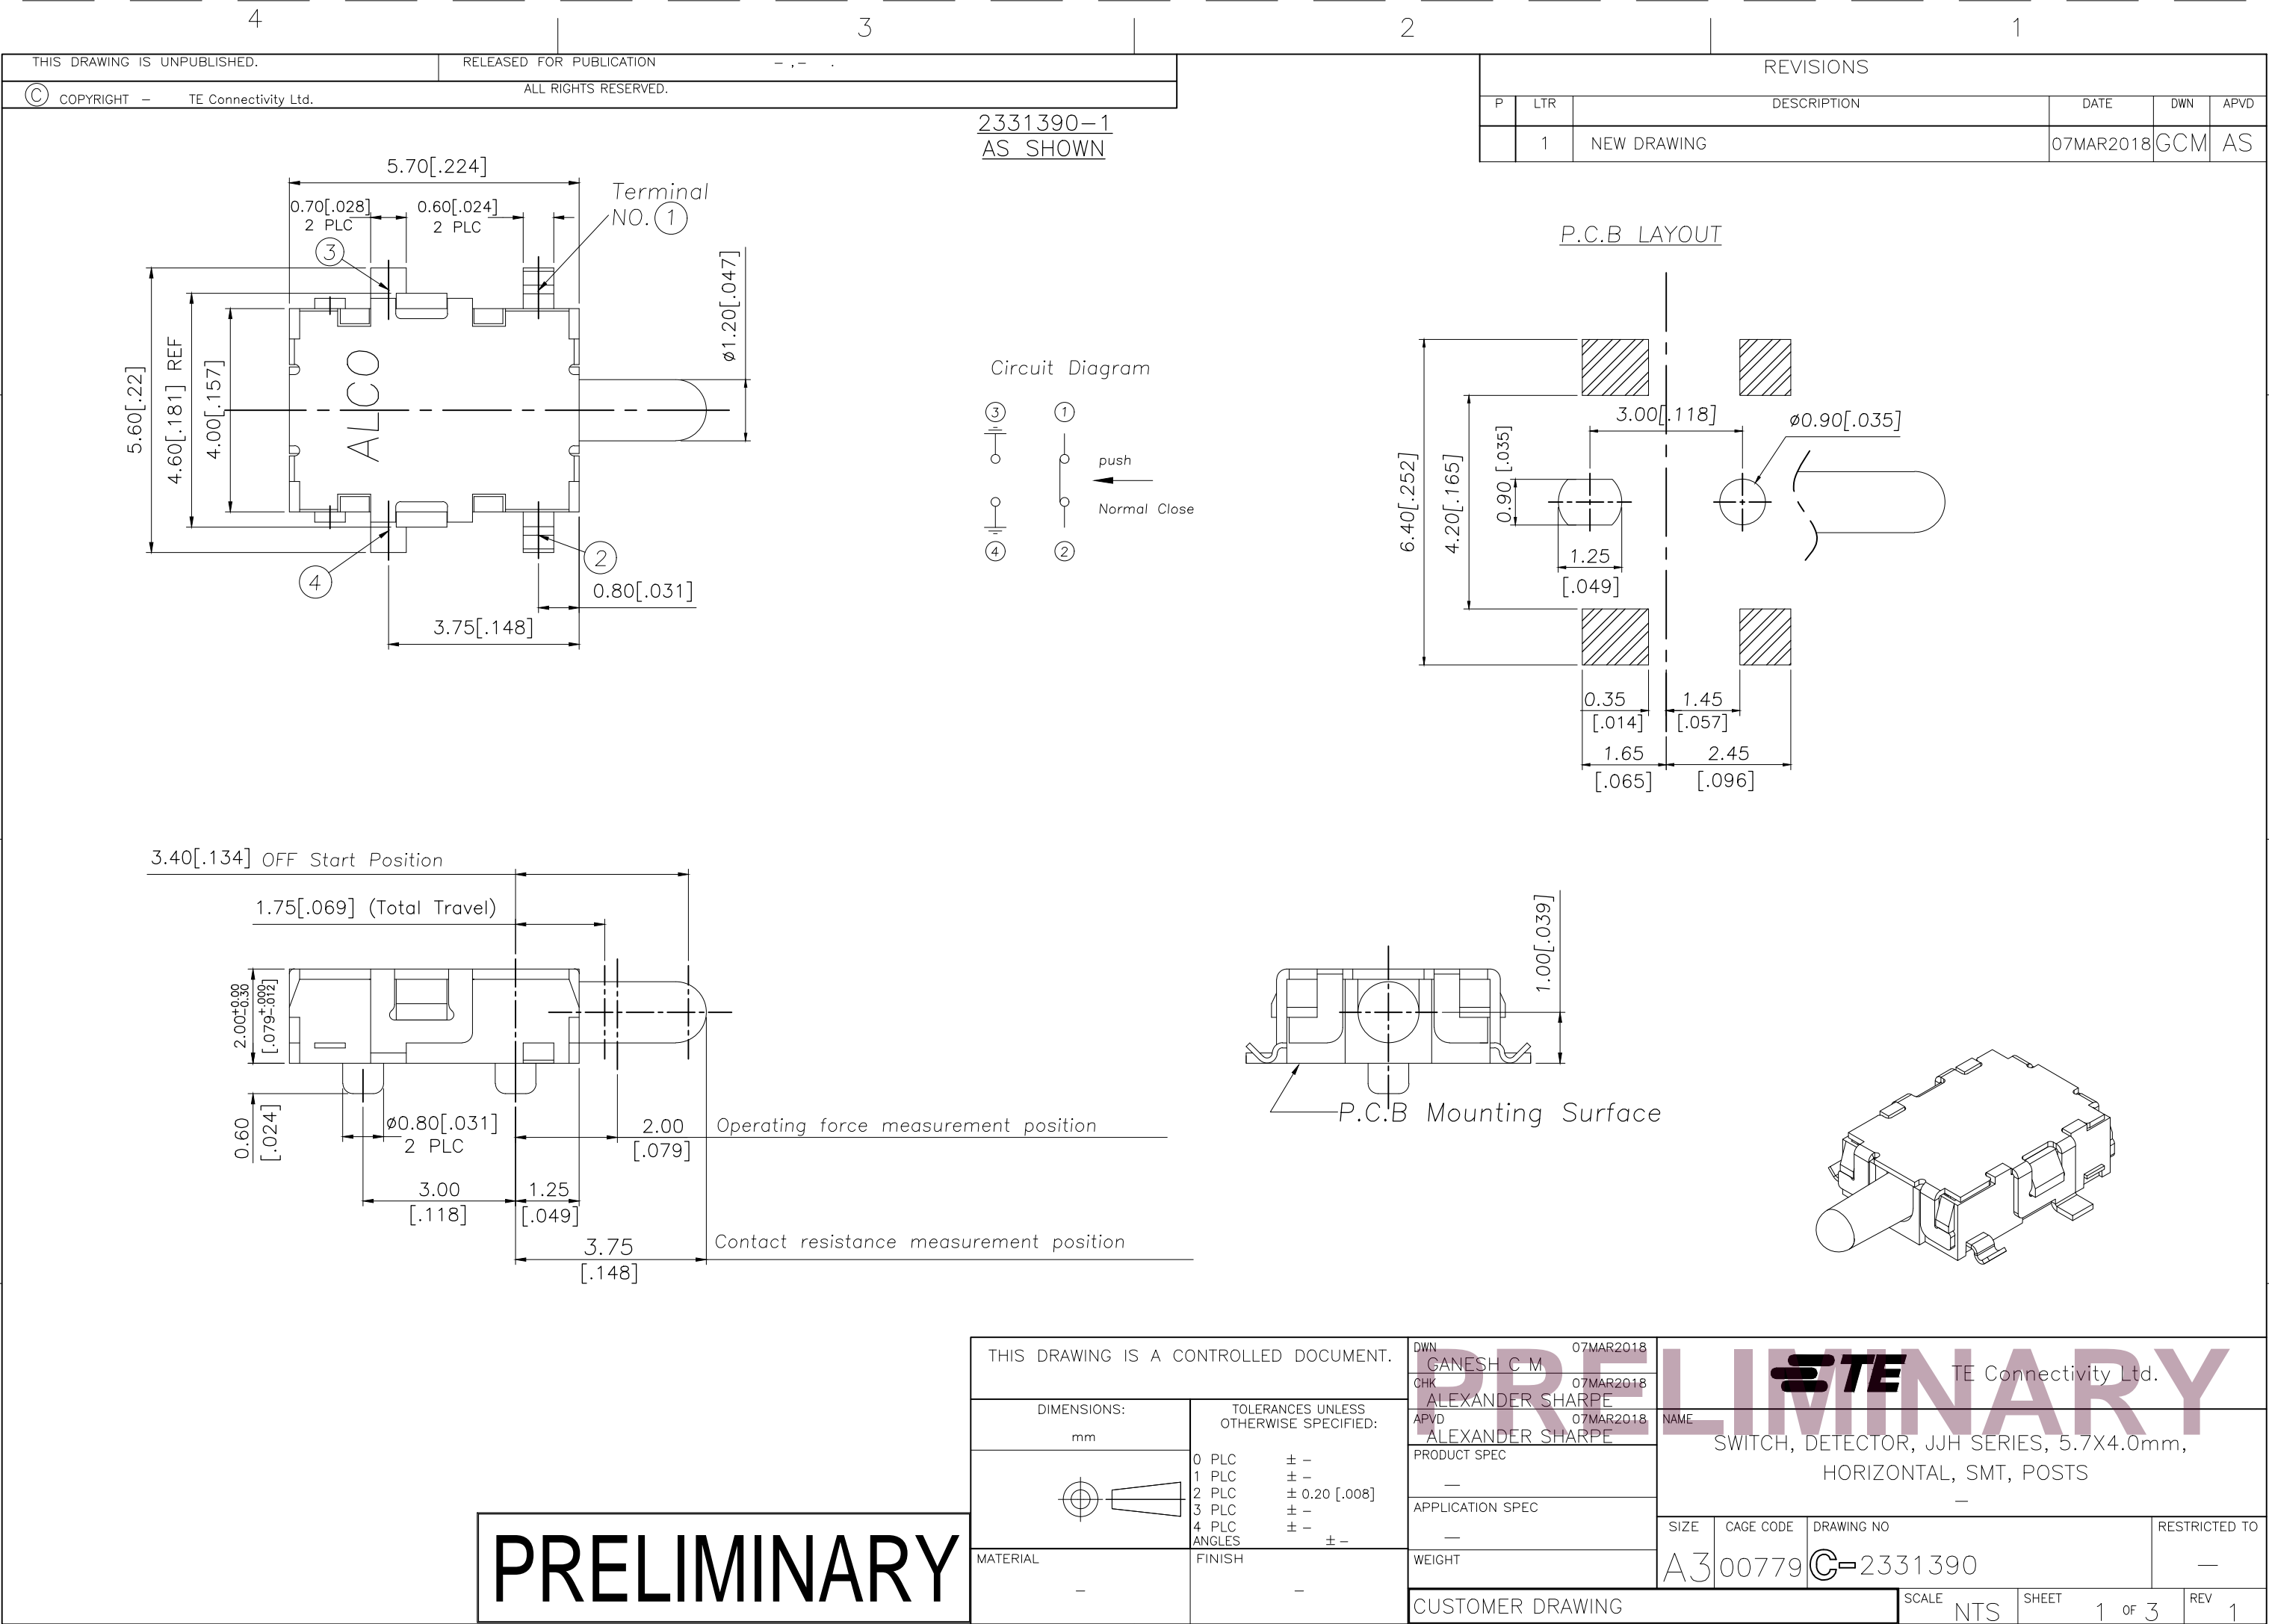 4 3 2 1
THIS DRAWING IS UNPUBLISHED.
RELEASED FOR PUBLICATION - ,- .
© COPYRIGHT - TE Connectivity Ltd.
ALL RIGHTS RESERVED.
REVISIONS
P LTR DESCRIPTION DATE DWN APVD
1 NEW DRAWING 07MAR2018 GCM AS
2331390-1
AS SHOWN
5.70[.224]
0.70[.028]
2 PLC
0.60[.024]
2 PLC
Terminal
NO. 1
3
5.60[.22]
4.60[.181] REF
4.00[.157]
ALCO
ø1.20[.047]
4
2
0.80[.031]
3.75[.148]
Circuit Diagram
3 1
push
Normal Close
4 2
P.C.B LAYOUT
3.00[.118]
ø0.90[.035]
6.40[.252]
4.20[.165]
0.90 [.035]
1.25
[.049]
0.35
[.014]
1.45
[.057]
1.65
[.065]
2.45
[.096]
3.40[.134] OFF Start Position
1.75[.069] (Total Travel)
2.00+0.00-0.30
[.079+.000-.012]
0.60
[.024]
ø0.80[.031]
2 PLC
2.00
[.079]
Operating force measurement position
3.00
[.118]
1.25
[.049]
3.75
[.148]
Contact resistance measurement position
1.00[.039]
P.C.B Mounting Surface
THIS DRAWING IS A CONTROLLED DOCUMENT.
DIMENSIONS:
mm
TOLERANCES UNLESS
OTHERWISE SPECIFIED:
0 PLC ± -
1 PLC ± -
2 PLC ± 0.20 [.008]
3 PLC ± -
4 PLC ± -
ANGLES ± -
MATERIAL
-
FINISH
-
DWN 07MAR2018
GANESH C M
CHK 07MAR2018
ALEXANDER SHARPE
APVD 07MAR2018
ALEXANDER SHARPE
PRODUCT SPEC
-
APPLICATION SPEC
-
WEIGHT
PRELIMINARY
TE
TE Connectivity Ltd.
NAME
SWITCH, DETECTOR, JJH SERIES, 5.7X4.0mm,
HORIZONTAL, SMT, POSTS
-
SIZE CAGE CODE DRAWING NO RESTRICTED TO
A3 00779 C-2331390 -
CUSTOMER DRAWING
SCALE NTS SHEET 1 OF 3 REV 1
PRELIMINARY